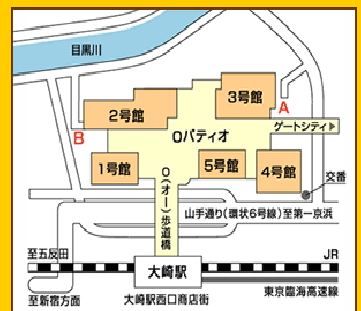 目黒川
3号館
A
2号館
B
Oパティオ
ゲートシティ
1号館
5号館
4号館
交番
O(オー)歩道橋
山手通り(環状6号線)至第一京浜
至五反田
JR
大崎駅
至新宿方面
大崎駅西口商店街
東京臨海高速線